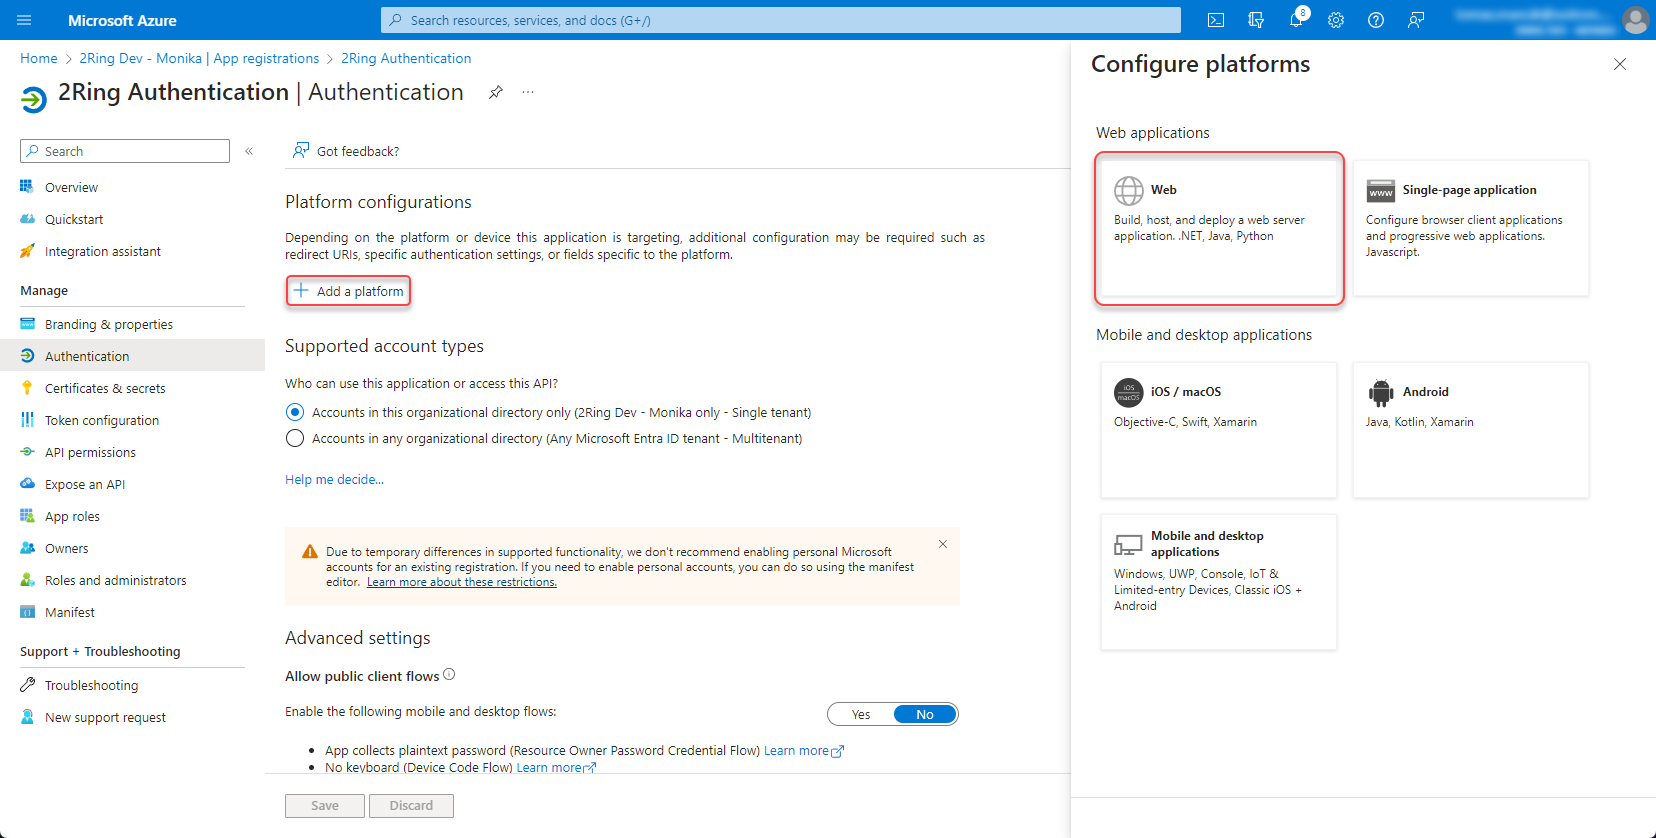 Microsoft Azure
Search resources, services, and docs (G+/)
8
Home > 2Ring Dev - Monika | App registrations > 2Ring Authentication
2Ring Authentication | Authentication
...
Search
«
Overview
Quickstart
Integration assistant
Manage
Branding & properties
Authentication
Certificates & secrets
Token configuration
API permissions
Expose an API
App roles
Owners
Roles and administrators
Manifest
Support + Troubleshooting
Troubleshooting
New support request
Got feedback?
Platform configurations
Depending on the platform or device this application is targeting, additional configuration may be required such as
redirect URIs, specific authentication settings, or fields specific to the platform.
+ Add a platform
Supported account types
Who can use this application or access this API?
Accounts in this organizational directory only (2Ring Dev - Monika only - Single tenant)
Accounts in any organizational directory (Any Microsoft Entra ID tenant - Multitenant)
Help me decide...
Due to temporary differences in supported functionality, we don't recommend enabling personal Microsoft
accounts for an existing registration. If you need to enable personal accounts, you can do so using the manifest
editor. Learn more about these restrictions.
Advanced settings
Allow public client flows
Enable the following mobile and desktop flows:
Yes No
• App collects plaintext password (Resource Owner Password Credential Flow) Learn more
• No keyboard (Device Code Flow) Learn more
Save Discard
Configure platforms
Web applications
Web
Build, host, and deploy a web server
application. .NET, Java, Python
www
Single-page application
Configure browser client applications
and progressive web applications.
Javascript.
Mobile and desktop applications
iOS
macOS
iOS / macOS
Objective-C, Swift, Xamarin
Android
Java, Kotlin, Xamarin
Mobile and desktop
applications
Windows, UWP, Console, IoT &
Limited-entry Devices, Classic iOS +
Android